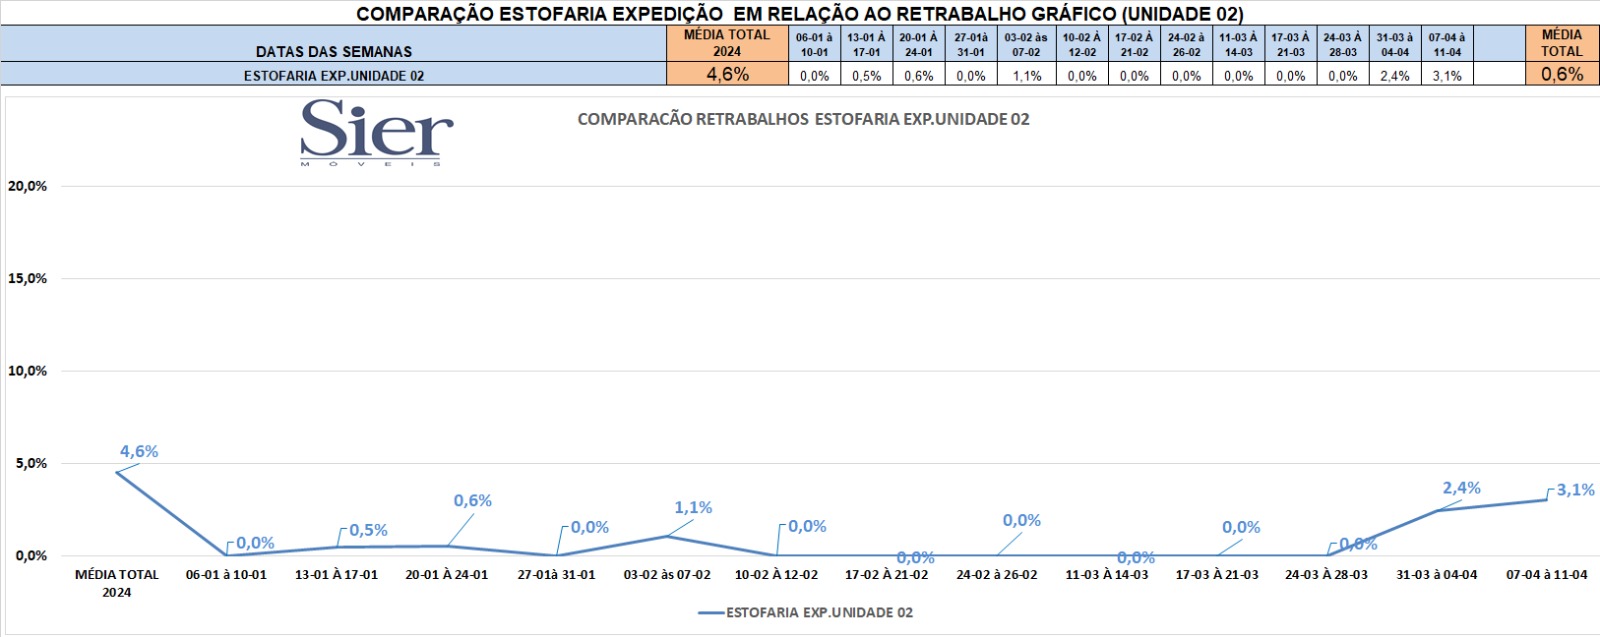 COMPARAÇÃO ESTOFARIA EXPEDIÇÃO EM RELAÇÃO AO RETRABALHO GRÁFICO (UNIDADE 02)
DATAS DAS SEMANAS
MÉDIA TOTAL 2024
06-01 à 10-01
13-01 À 17-01
20-01 À 24-01
27-01à 31-01
03-02 às 07-02
10-02 À 12-02
17-02 À 21-02
24-02 à 26-02
11-03 À 14-03
17-03 À 21-03
24-03 À 28-03
31-03 à 04-04
07-04 à 11-04
MÉDIA TOTAL
ESTOFARIA EXP.UNIDADE 02
4,6%
0,0%
0,5%
0,6%
0,0%
1,1%
0,0%
0,0%
0,0%
0,0%
0,0%
0,0%
2,4%
3,1%
0,6%
Sier
MÓVEIS
COMPARACÃO RETRABALHOS ESTOFARIA EXP.UNIDADE 02
20,0%
15,0%
10,0%
5,0%
0,0%
4,6%
0,0%
0,5%
0,6%
0,0%
1,1%
0,0%
0,0%
0,0%
0,0%
0,0%
0,0%
2,4%
3,1%
MÉDIA TOTAL
2024
06-01 à 10-01
13-01 À 17-01
20-01 À 24-01
27-01à 31-01
03-02 às 07-02
10-02 À 12-02
17-02 À 21-02
24-02 à 26-02
11-03 À 14-03
17-03 À 21-03
24-03 À 28-03
31-03 à 04-04
07-04 à 11-04
ESTOFARIA EXP.UNIDADE 02